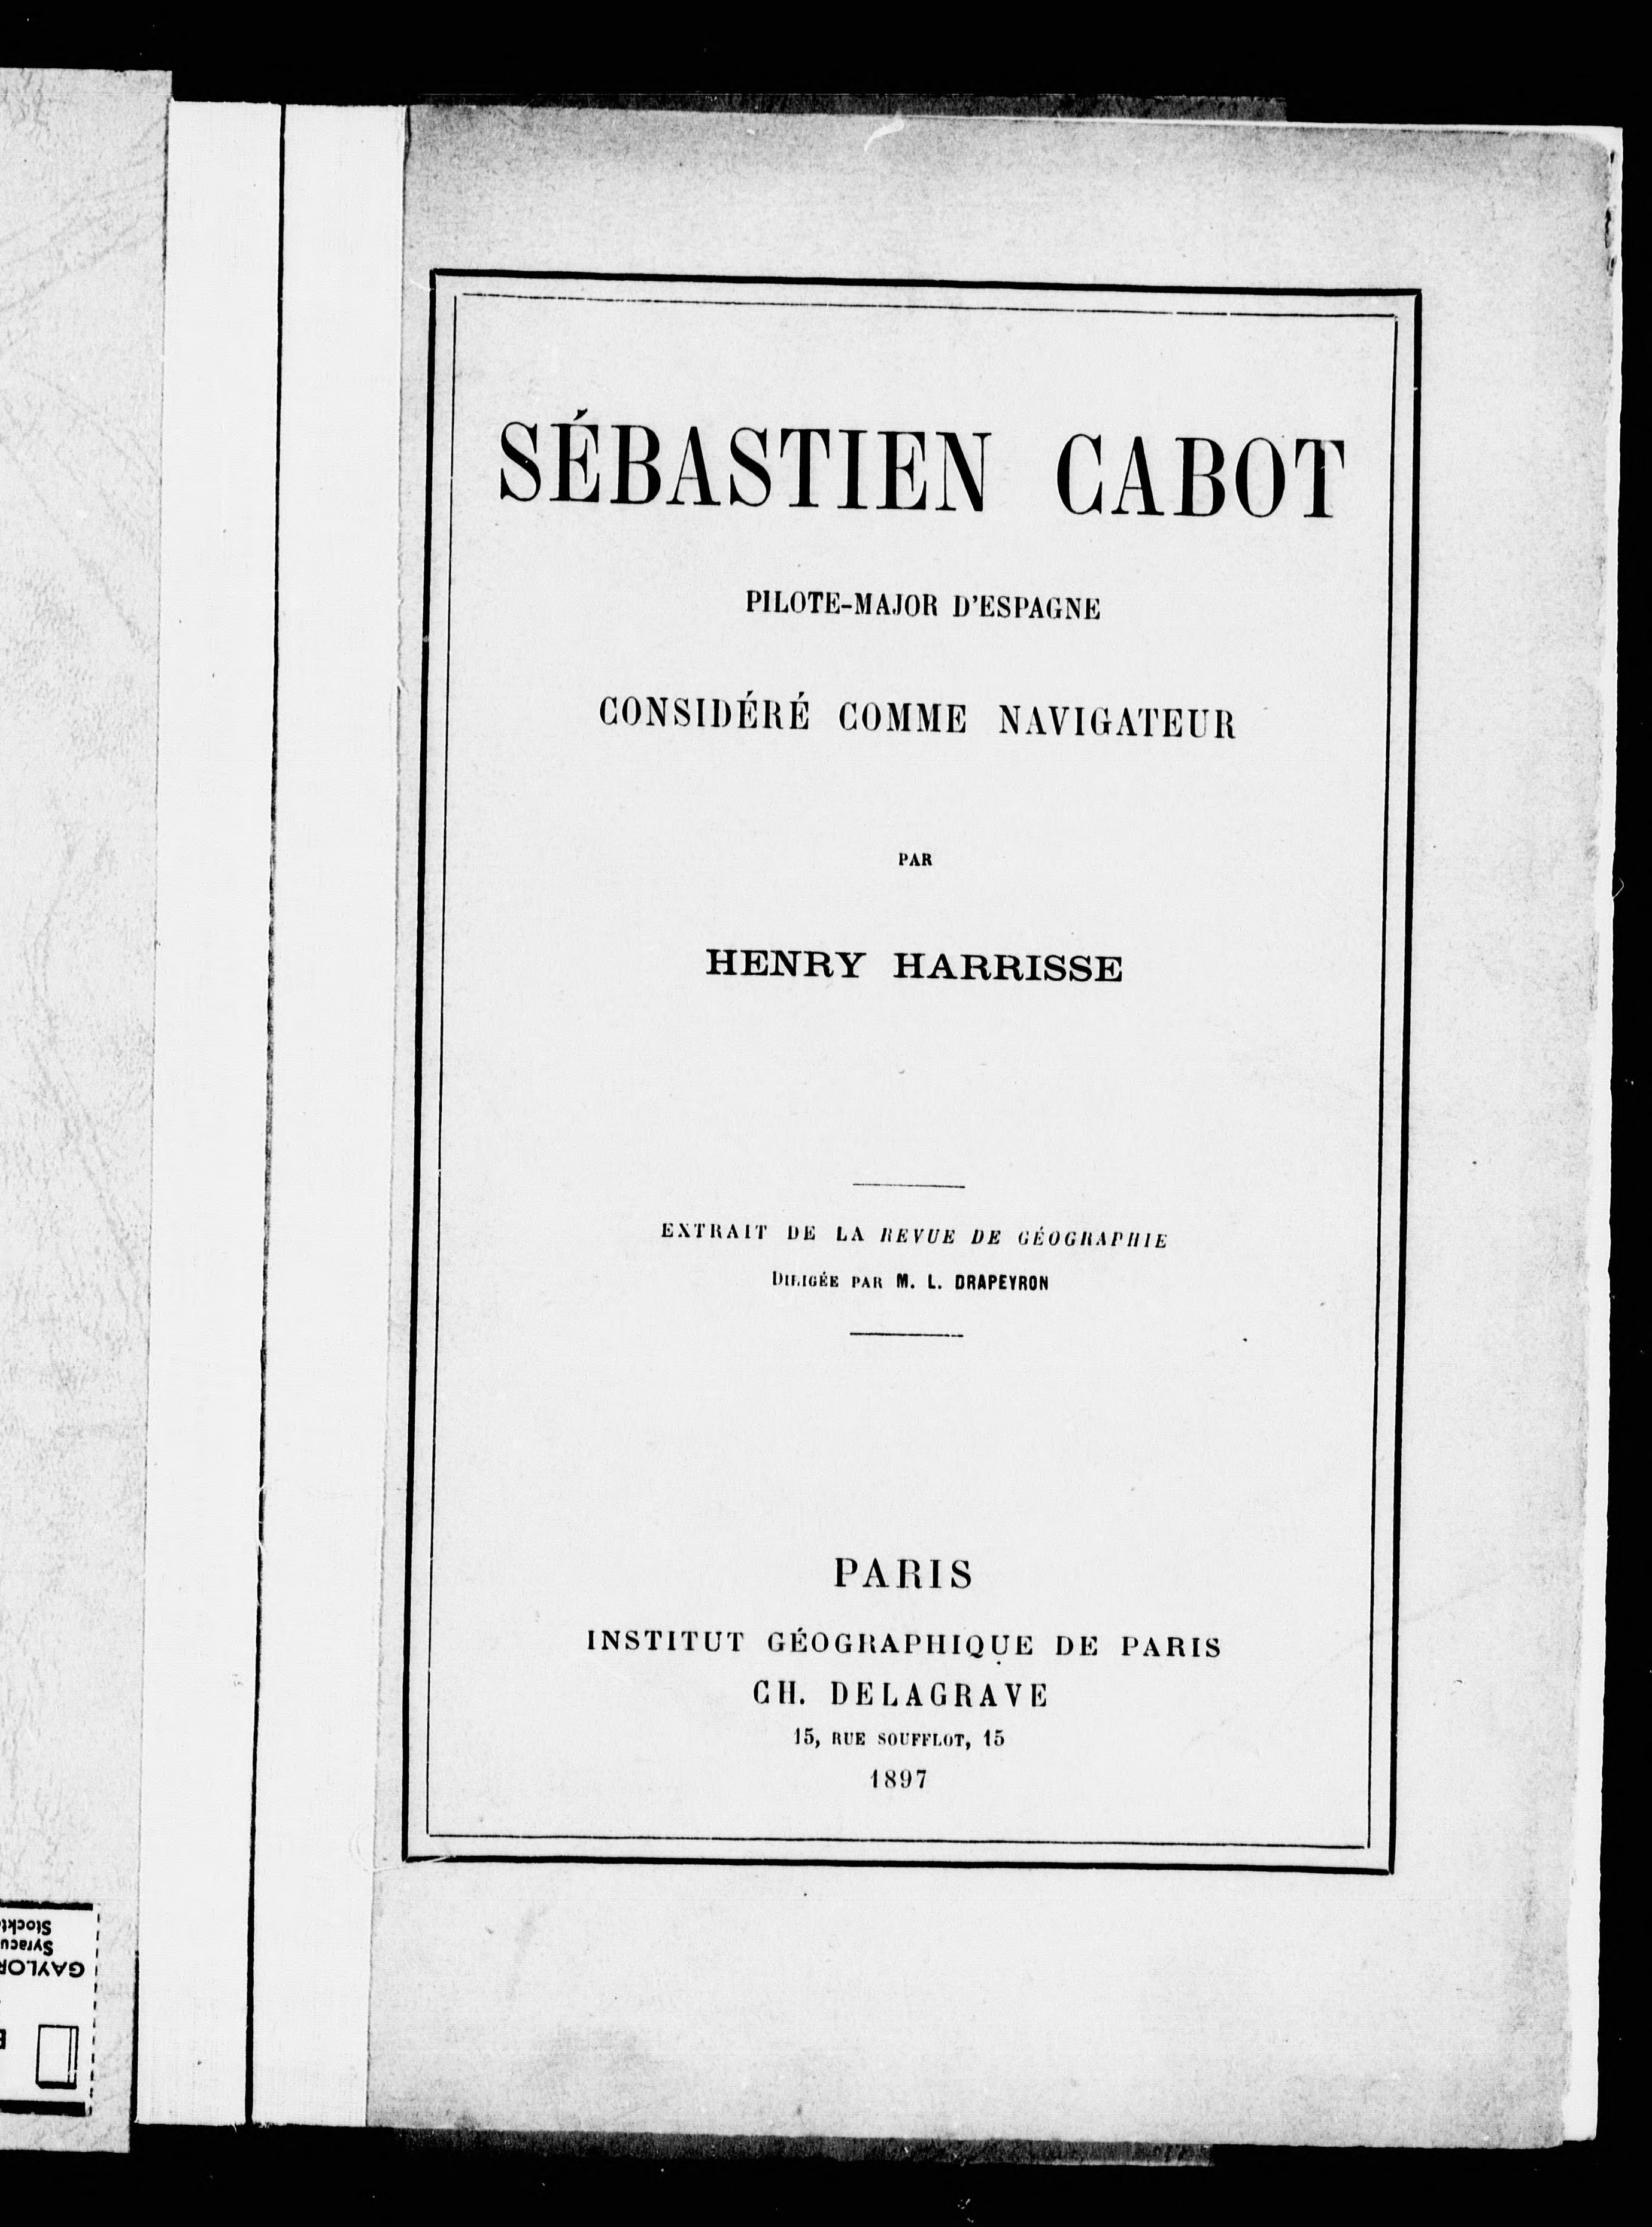 SÉBASTIEN CABOT
PILOTE-MAJOR D'ESPAGNE
CONSIDÉRÉ COMME NAVIGATEUR
PAR
HENRY HARRISSE
EXTRAIT DE LA REVUE DE GÉOGRAPHIE
DIRIGÉE PAR M. L. DRAPEYRON
PARIS
INSTITUT GÉOGRAPHIQUE DE PARIS
CH. DELAGRAVE
15, RUE SOUFFLOT, 15
1897